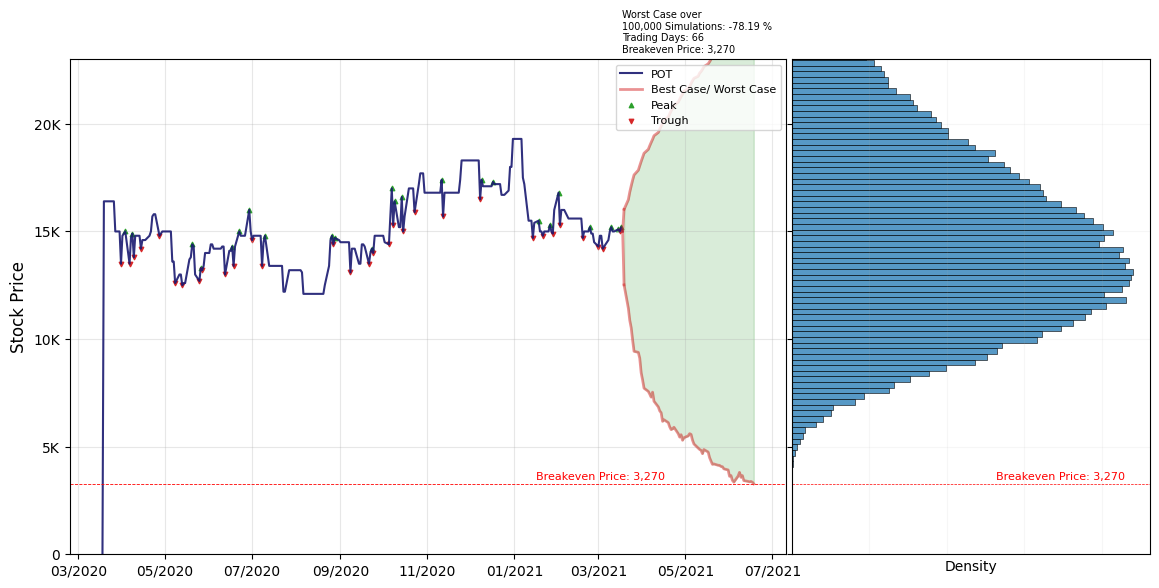 Worst Case over
100,000 Simulations: -78.19 %
Trading Days: 66
Breakeven Price: 3,270
POT
Best Case/ Worst Case
Peak
Trough
Stock Price
20K
15K
10K
5K
0
Breakeven Price: 3,270
Breakeven Price: 3,270
03/2020 05/2020 07/2020 09/2020 11/2020 01/2021 03/2021 05/2021 07/2021
Density